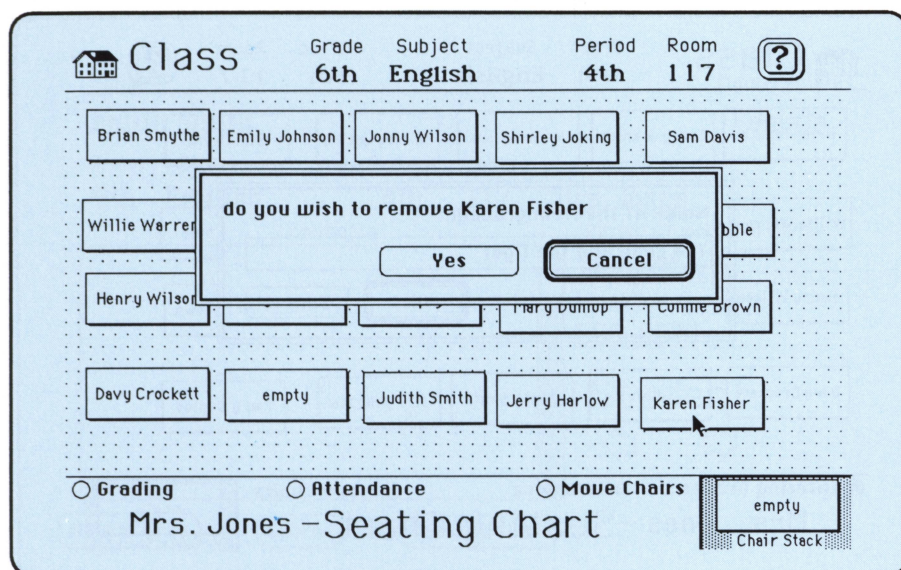 Class
Grade Subject Period Room
6th English 4th 117
?
Brian Smythe Emily Johnson Jonny Wilson Shirley Joking Sam Davis
do you wish to remove Karen Fisher
Willie Warren
Yes Cancel
Henry Wilson Mary Dunlop Connie Brown
Davy Crockett empty Judith Smith Jerry Harlow Karen Fisher
Grading Attendance Move Chairs
empty
Mrs. Jone's - Seating Chart
Chair Stack